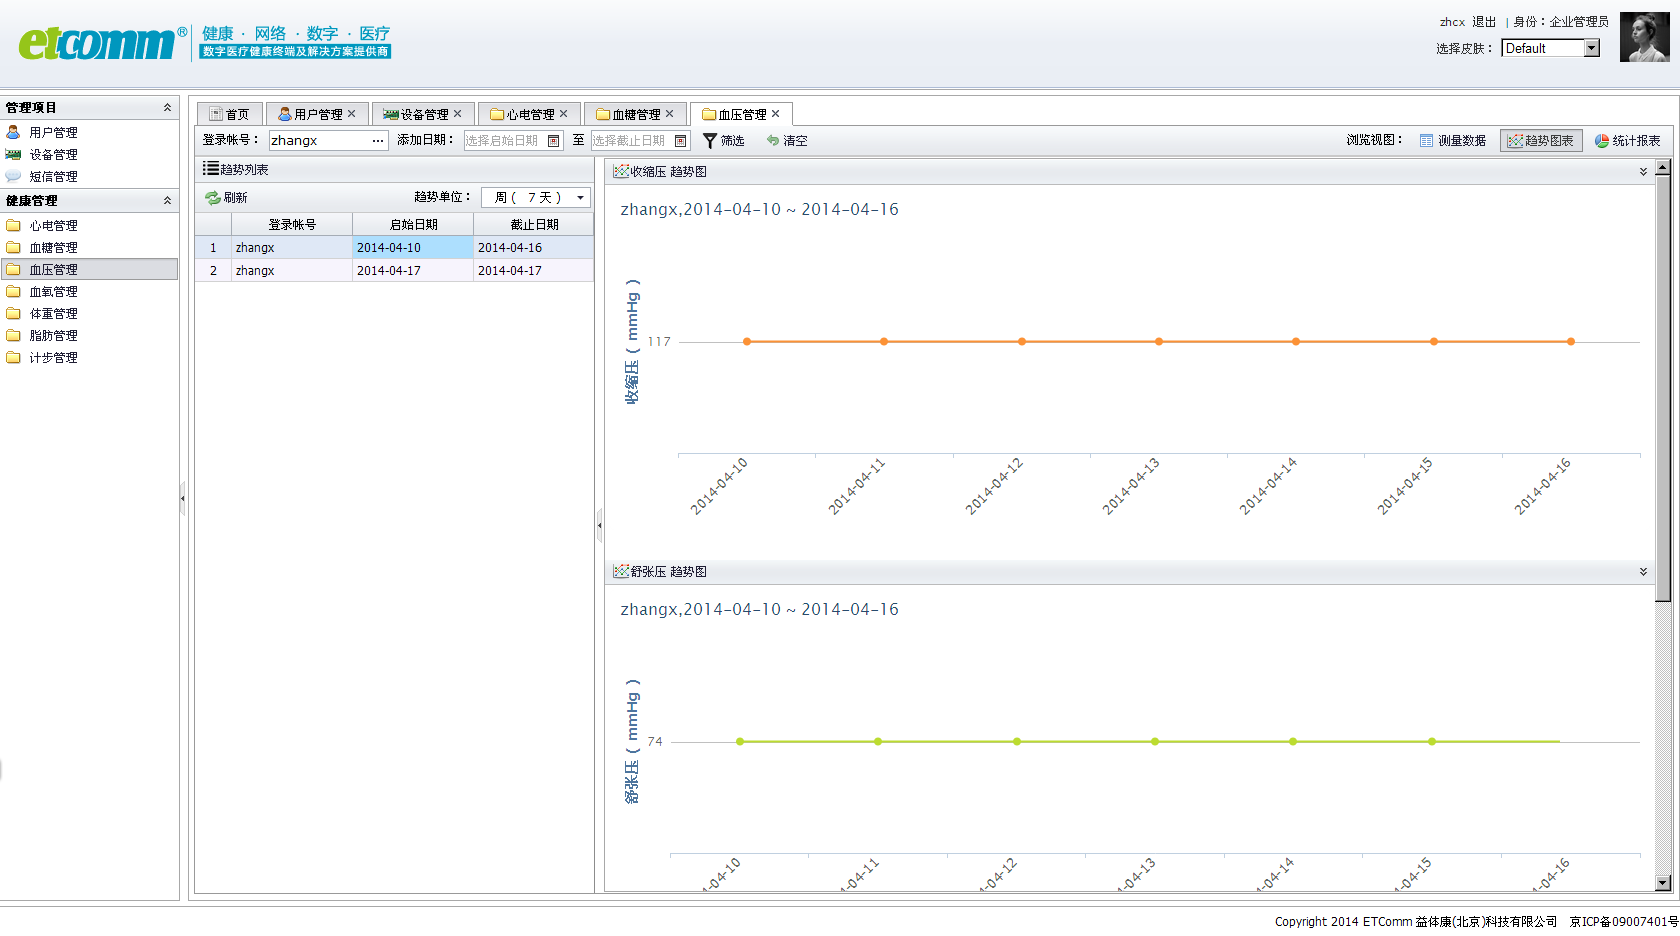 etcomm®
健康 · 网络 · 数字 · 医疗
数字医疗健康终端及解决方案提供商
zhcx 退出 | 身份：企业管理员
选择皮肤： Default
管理项目
用户管理
设备管理
短信管理
健康管理
心电管理
血糖管理
血压管理
血氧管理
体重管理
脂肪管理
计步管理
首页 用户管理 设备管理 心电管理 血糖管理 血压管理
登录帐号： zhangx ... 添加日期： 选择启始日期 至 选择截止日期 筛选 清空 浏览视图： 测量数据 趋势图表 统计报表
趋势列表
刷新 趋势单位： 周 ( 7 天 )
登录帐号 启始日期 截止日期
1 zhangx 2014-04-10 2014-04-16
2 zhangx 2014-04-17 2014-04-17
收缩压 趋势图
zhangx,2014-04-10 ~ 2014-04-16
收缩压 ( mmHg )
117
2014-04-10 2014-04-11 2014-04-12 2014-04-13 2014-04-14 2014-04-15 2014-04-16
舒张压 趋势图
zhangx,2014-04-10 ~ 2014-04-16
舒张压 ( mmHg )
74
-04-10 -04-11 -04-12 -04-13 -04-14 -04-15 -04-16
Copyright 2014 ETComm 益体康(北京)科技有限公司 京ICP备09007401号